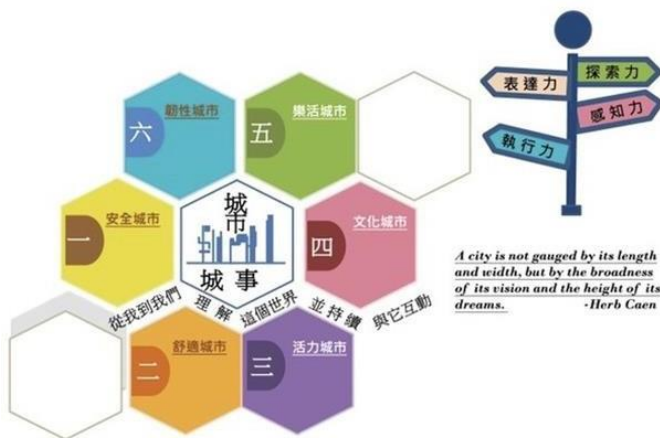 六
韌性城市
五
樂活城市
一
安全城市
城市
城事
四
文化城市
從我到我們 理解 這個世界 並持續 與它互動
二
舒適城市
三
活力城市
探索力
表達力
感知力
執行力
A city is not gauged by its length
and width, but by the broadness
of its vision and the height of its
dreams. -Herb Caen